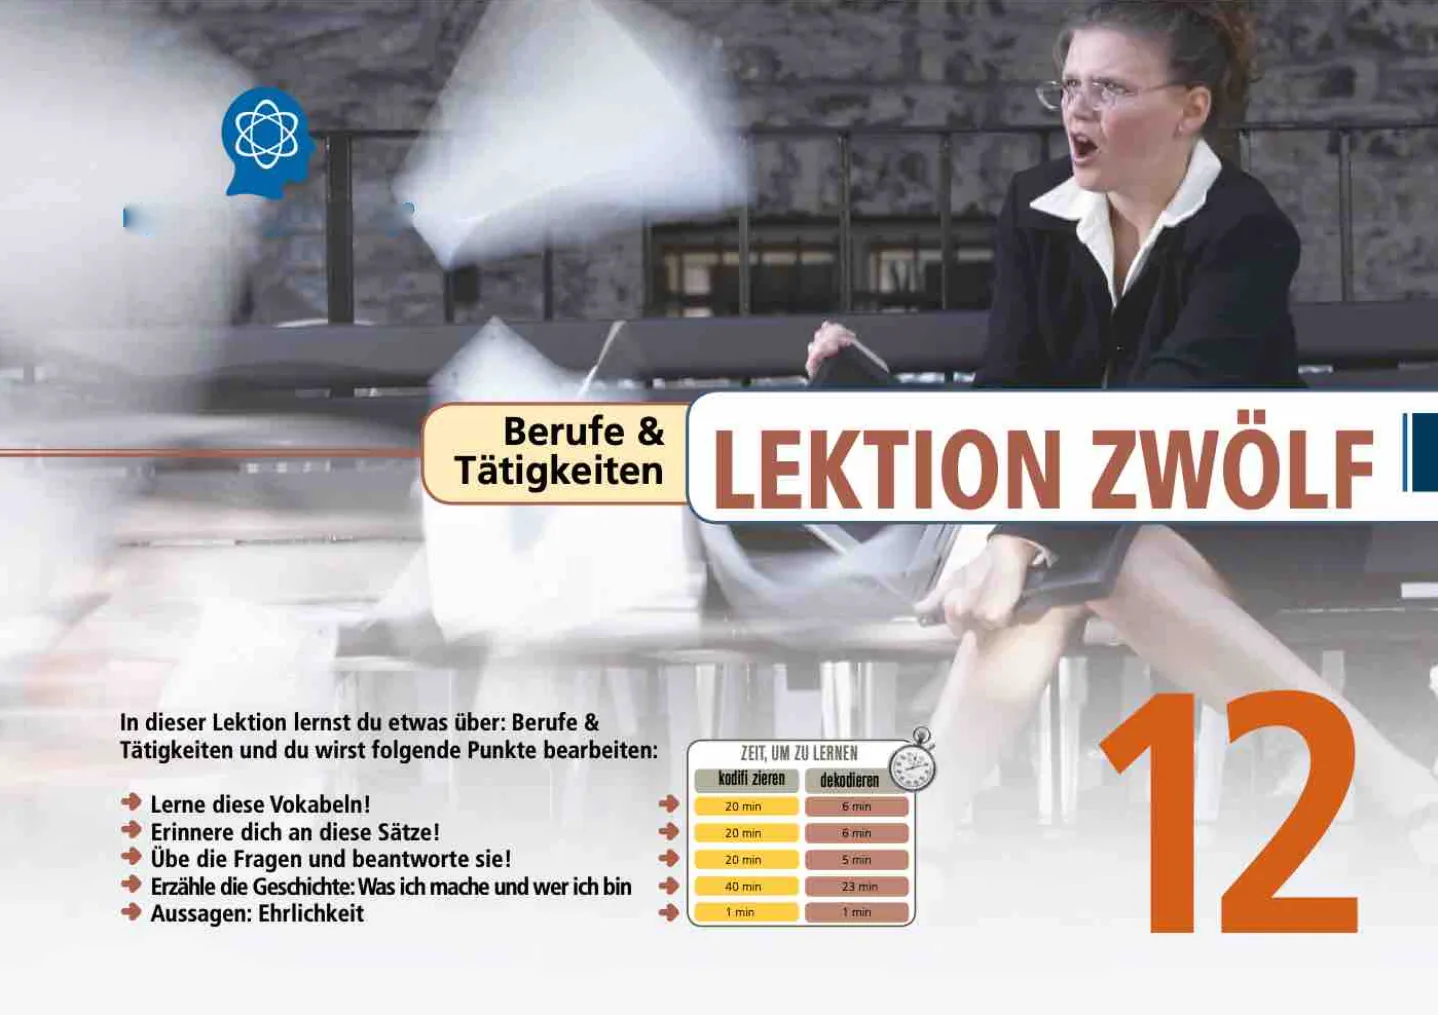 Berufe &
Tätigkeiten
LEKTION ZWÖLF
In dieser Lektion lernst du etwas über: Berufe &
Tätigkeiten und du wirst folgende Punkte bearbeiten:
Lerne diese Vokabeln!
Erinnere dich an diese Sätze!
Übe die Fragen und beantworte sie!
Erzähle die Geschichte: Was ich mache und wer ich bin
Aussagen: Ehrlichkeit
ZEIT, UM ZU LERNEN
kodifi zieren dekodieren
20 min 6 min
20 min 6 min
20 min 5 min
40 min 23 min
1 min 1 min
12